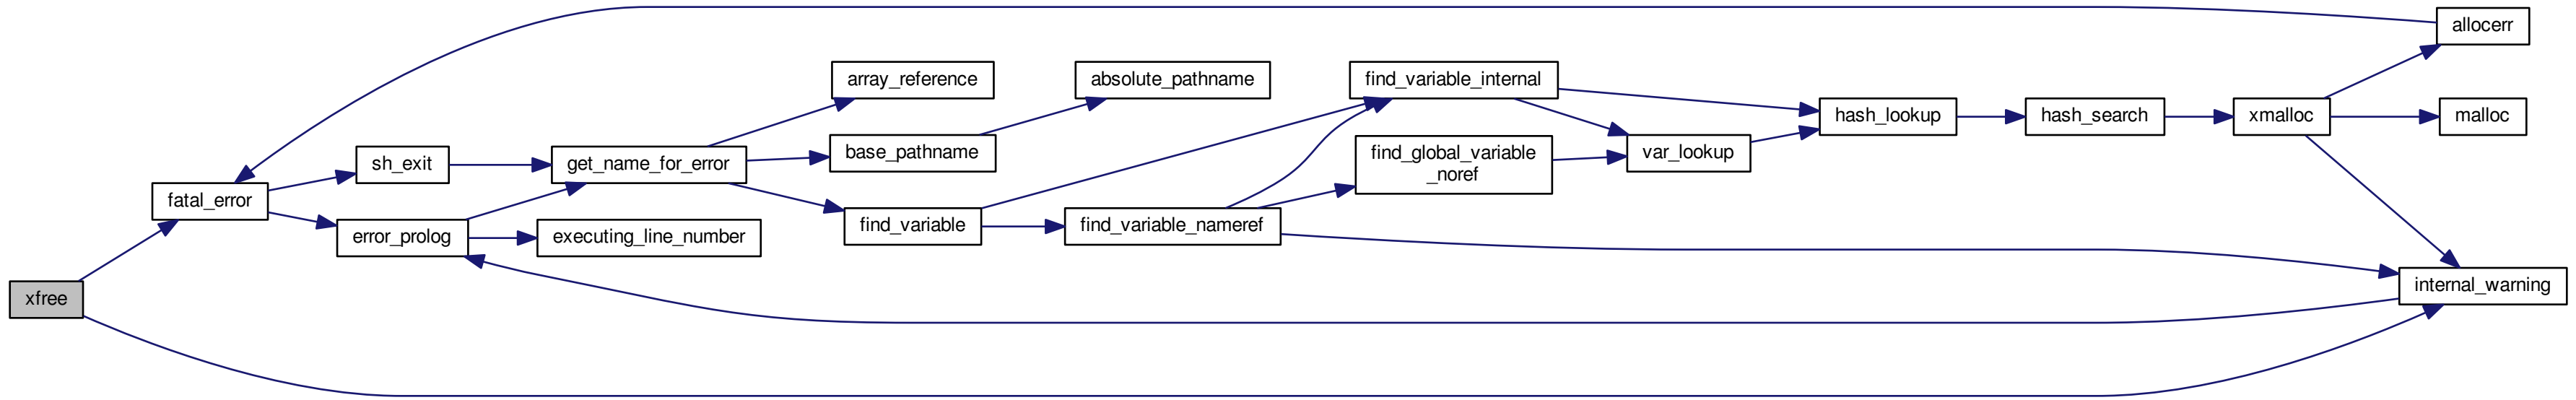 allocerr
array_reference
absolute_pathname
find_variable_internal
hash_lookup
hash_search
xmalloc
malloc
sh_exit
get_name_for_error
base_pathname
find_global_variable
_noref
var_lookup
fatal_error
error_prolog
executing_line_number
find_variable
find_variable_nameref
xfree
internal_warning